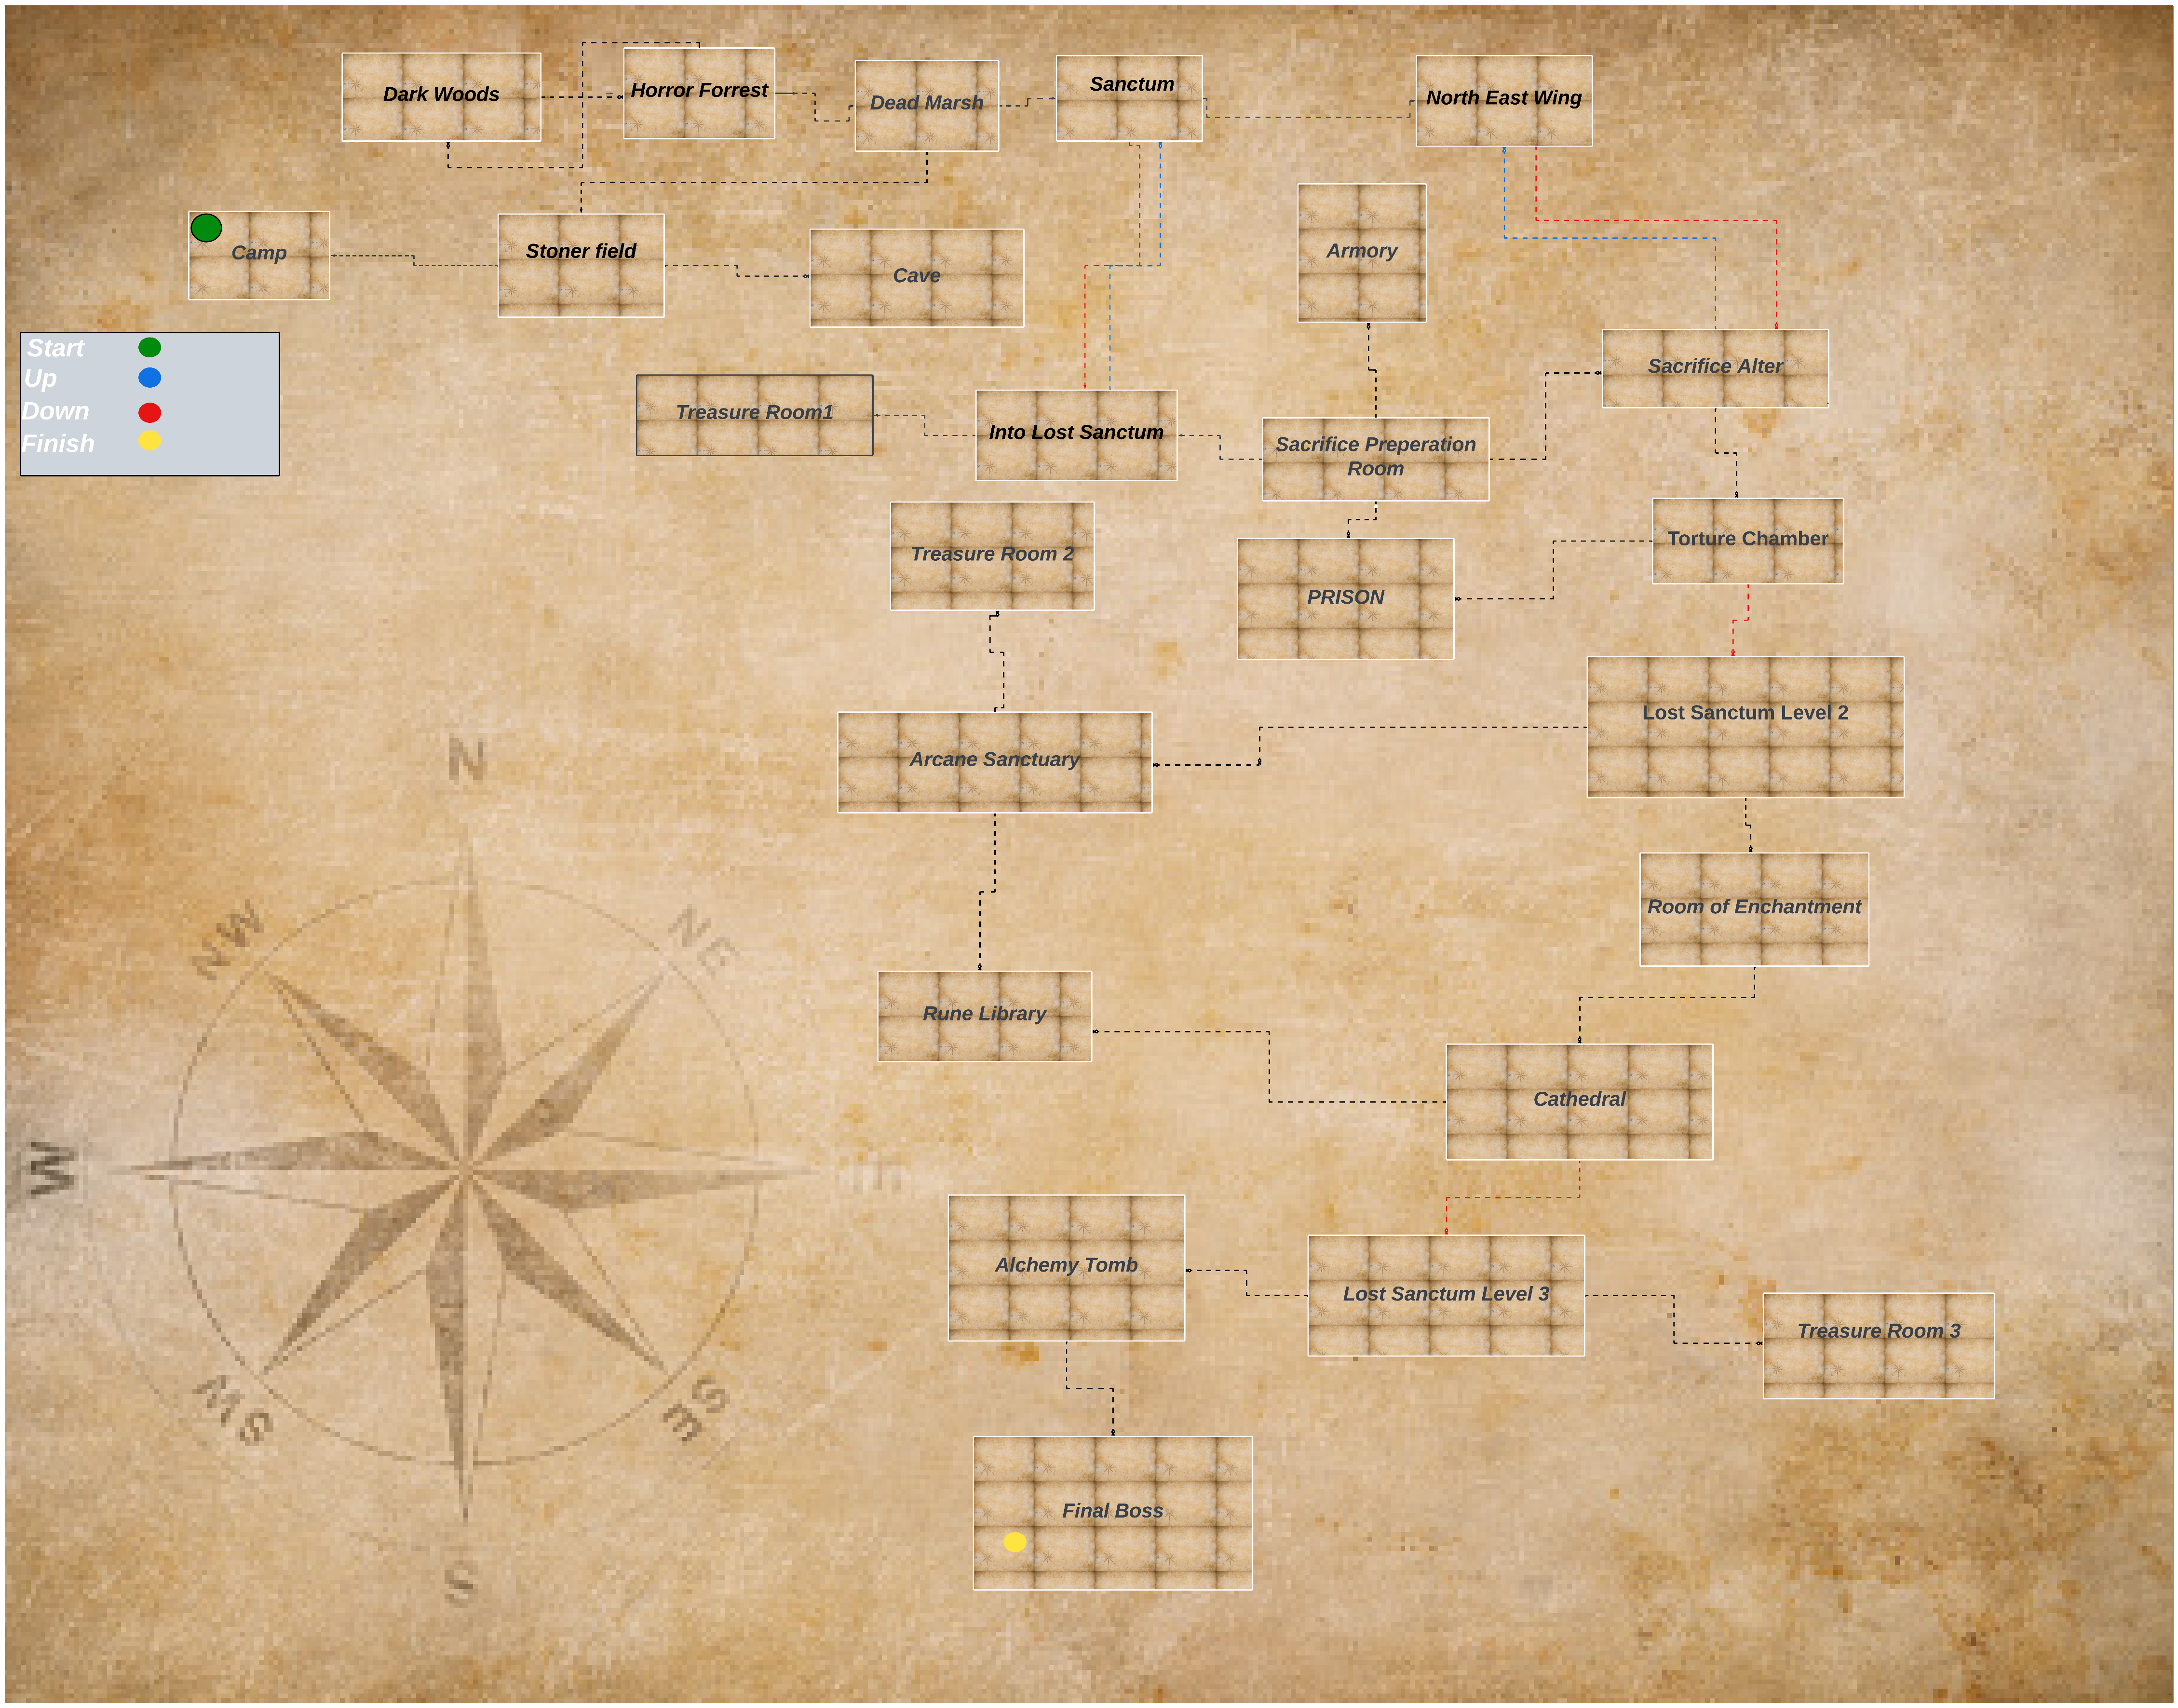 Dark Woods
Horror Forrest
Dead Marsh
Sanctum
North East Wing
Camp
Stoner field
Cave
Armory
Start
Up
Down
Finish
Treasure Room1
Into Lost Sanctum
Sacrifice Preperation
Room
Sacrifice Alter
Treasure Room 2
PRISON
Torture Chamber
Arcane Sanctuary
Lost Sanctum Level 2
Room of Enchantment
Rune Library
Cathedral
Alchemy Tomb
Lost Sanctum Level 3
Treasure Room 3
Final Boss
N
NW
NE
W
E
SW
SE
S